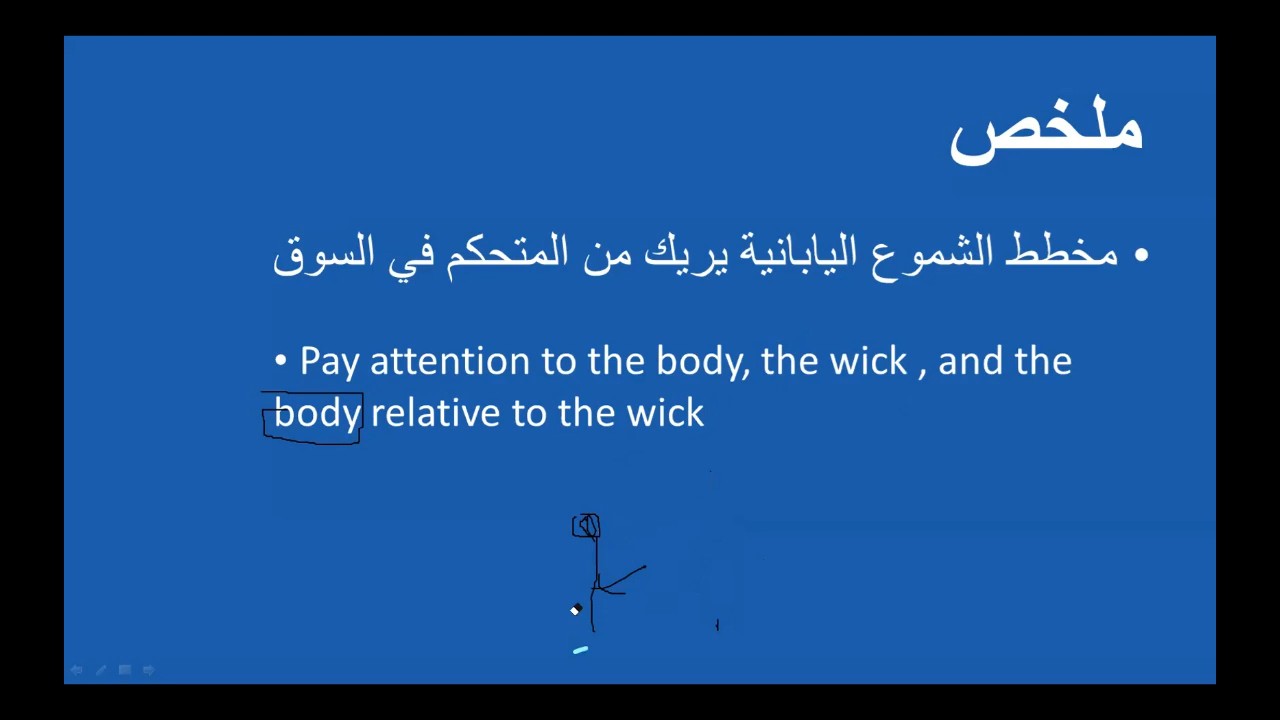 ملخص
• مخطط الشموع اليابانية يريك من المتحكم في السوق
• Pay attention to the body, the wick , and the
body relative to the wick